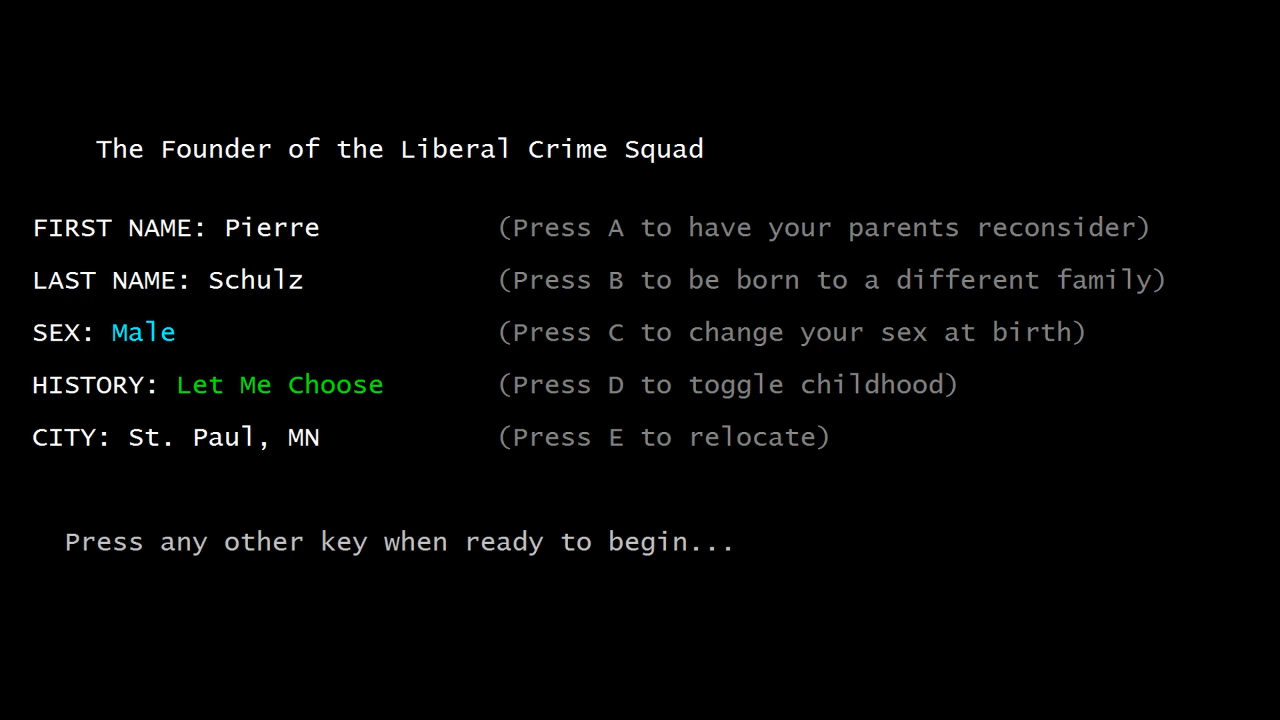 The Founder of the Liberal Crime Squad
FIRST NAME: Pierre (Press A to have your parents reconsider)
LAST NAME: Schulz (Press B to be born to a different family)
SEX: Male (Press C to change your sex at birth)
HISTORY: Let Me Choose (Press D to toggle childhood)
CITY: St. Paul, MN (Press E to relocate)
Press any other key when ready to begin...